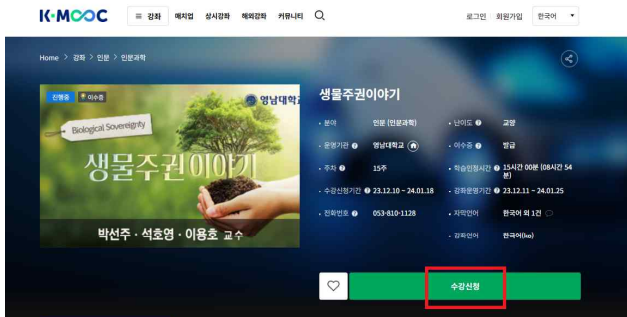 K-MOOC
강좌 매치업 상시강좌 해외강좌 커뮤니티
로그인 회원가입 한국어
Home > 강좌 > 인문 > 인문과학
진행중 이수증
영남대학교
Biological Sovereignty
생물주권이야기
박선주 · 석호영 · 이용호 교수
생물주권이야기
· 분야 인문 (인문과학) · 난이도 교양
· 운영기관 영남대학교 · 이수증 발급
· 주차 15주 · 학습인정시간 15시간 00분 (08시간 54분)
· 수강신청기간 23.12.10 ~ 24.01.18 · 강좌운영기간 23.12.11 ~ 24.01.25
· 전화번호 053-810-1128 · 자막언어 한국어 외 1건
· 강좌언어 한국어(ko)
수강신청